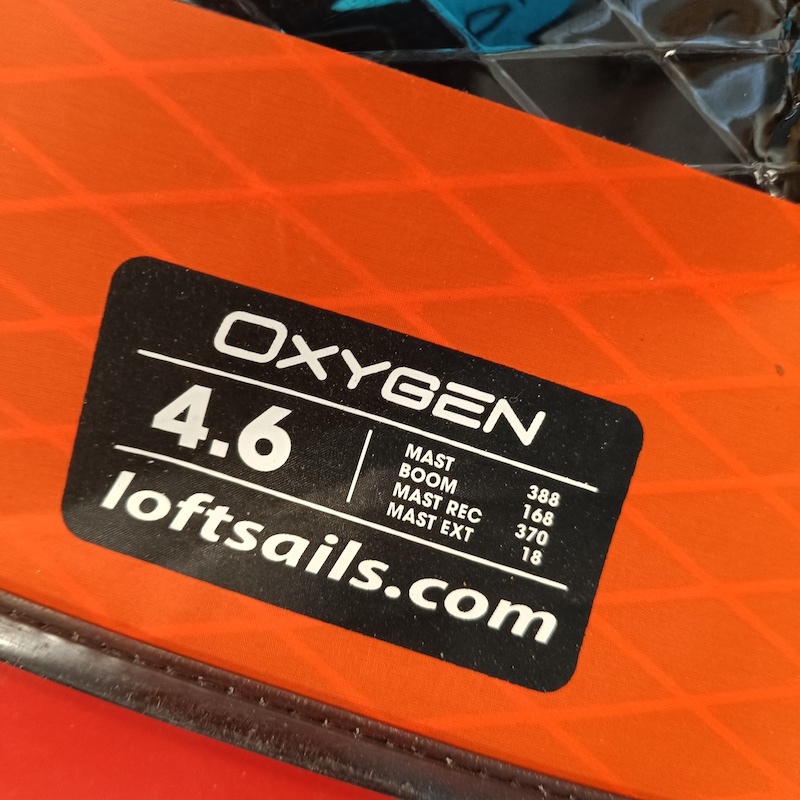 OXYGEN
4.6
MAST 388
BOOM 168
MAST REC 370
MAST EXT 18
loftsails.com